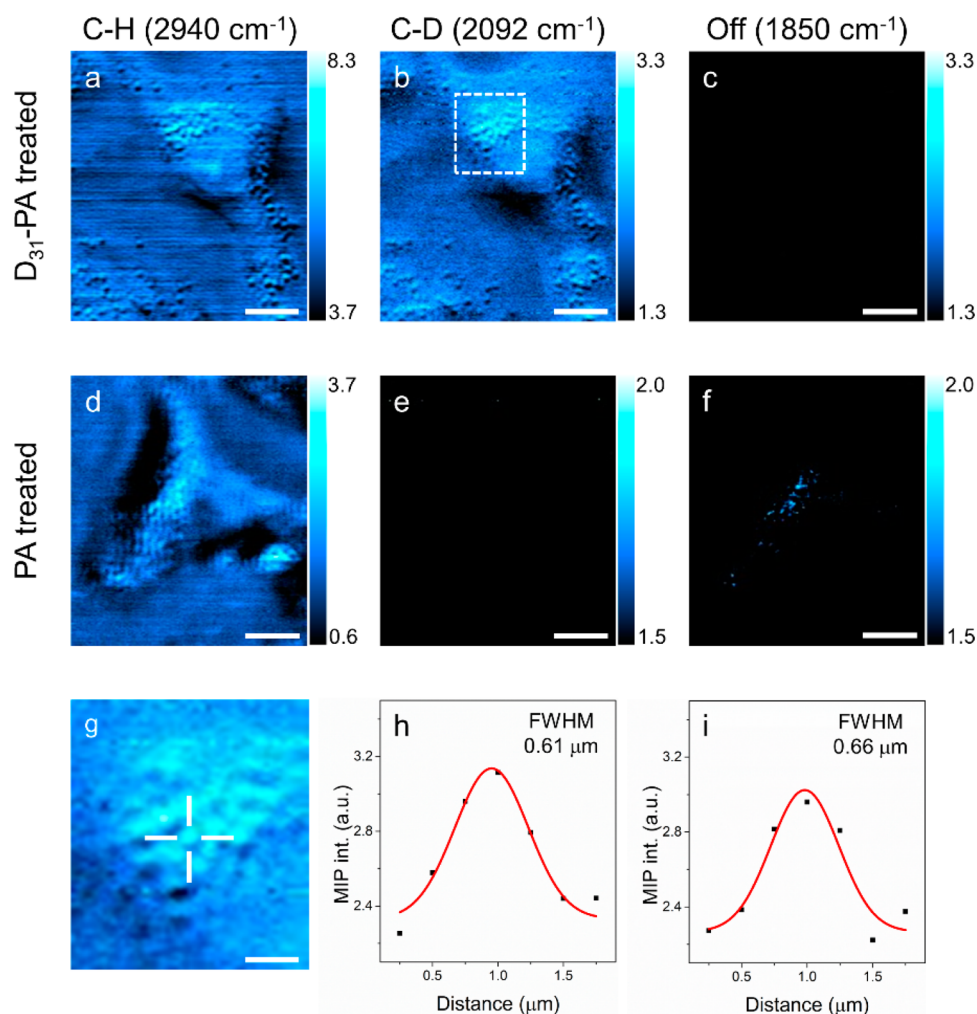 C-H (2940 cm⁻¹) C-D (2092 cm⁻¹) Off (1850 cm⁻¹)
D₃₁-PA treated
a 8.3 3.7
b 3.3 1.3
c 3.3 1.3
PA treated
d 3.7 0.6
e 2.0 1.5
f 2.0 1.5
g
h
FWHM
0.61 μm
MIP int. (a.u.)
3.2
2.8
2.4
0.5 1.0 1.5
Distance (μm)
i
FWHM
0.66 μm
MIP int. (a.u.)
3.2
2.8
2.4
0.5 1.0 1.5
Distance (μm)